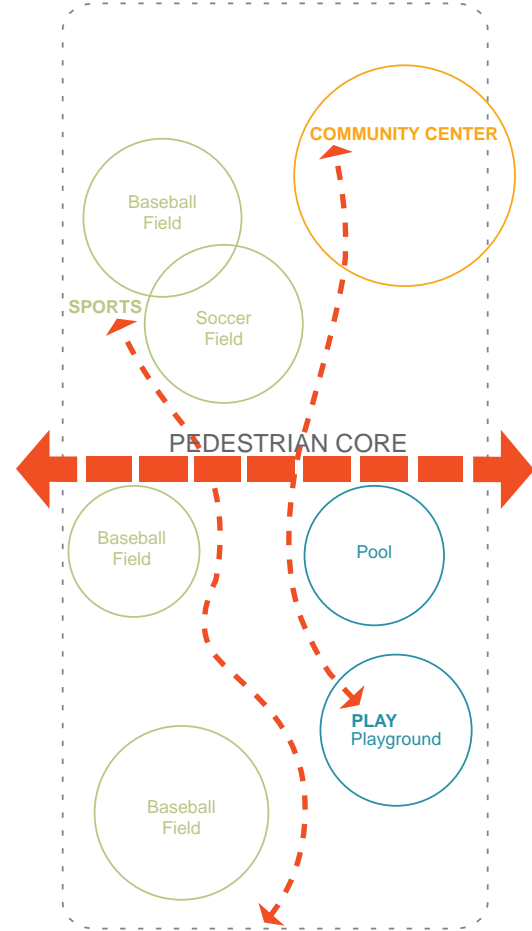 COMMUNITY CENTER
Baseball
Field
SPORTS
Soccer
Field
PEDESTRIAN CORE
Baseball
Field
Pool
PLAY
Playground
Baseball
Field